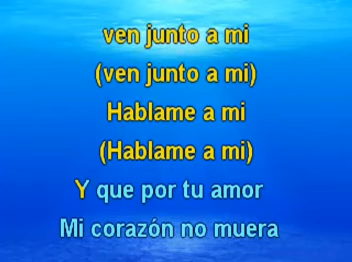 ven junto a mi
(ven junto a mi)
Hablame a mi
(Hablame a mi)
Y que por tu amor
Mi corazón no muera